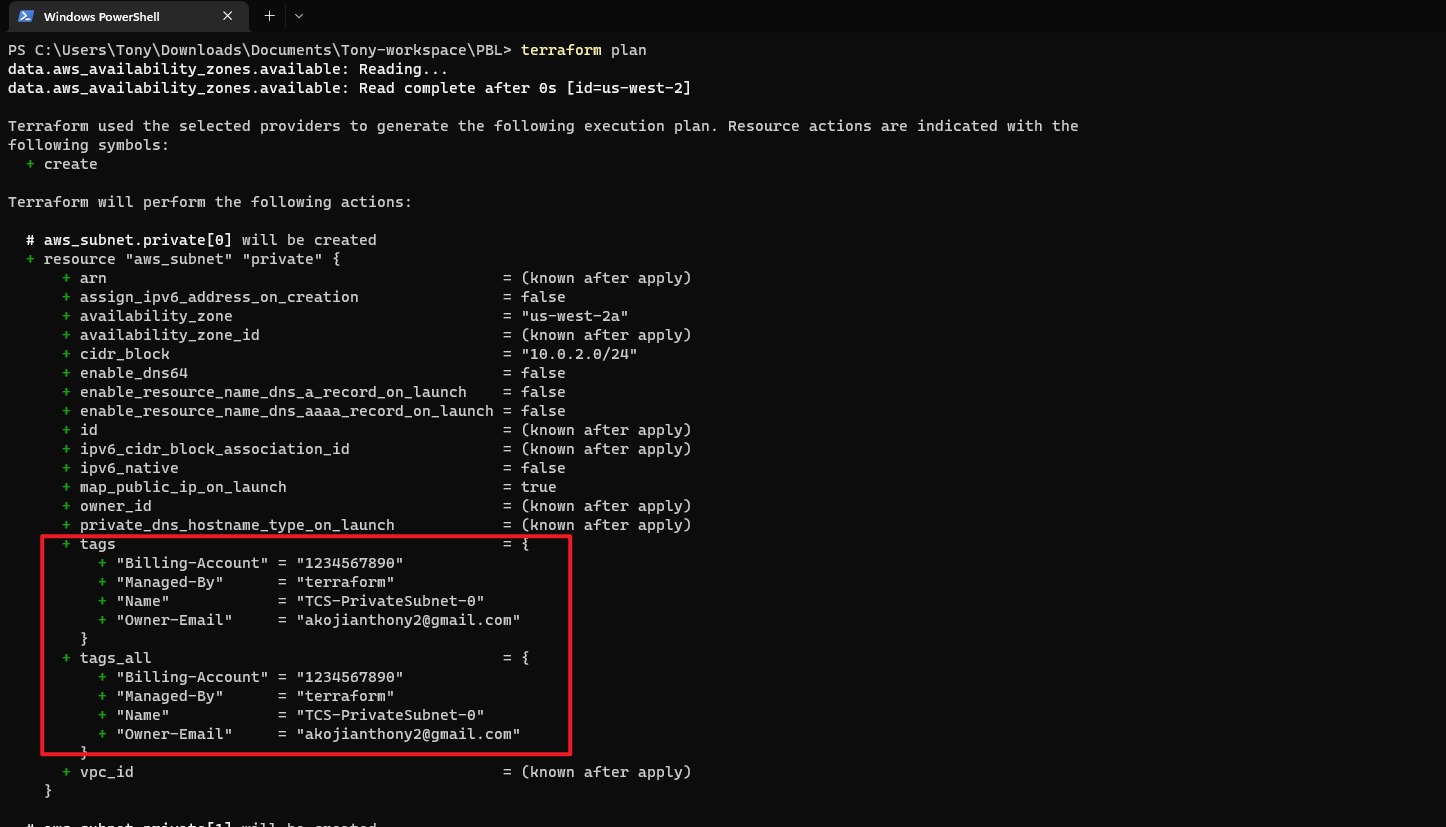 Windows PowerShell
PS C:\Users\Tony\Downloads\Documents\Tony-workspace\PBL> terraform plan
data.aws_availability_zones.available: Reading...
data.aws_availability_zones.available: Read complete after 0s [id=us-west-2]
Terraform used the selected providers to generate the following execution plan. Resource actions are indicated with the
following symbols:
  + create
Terraform will perform the following actions:
  # aws_subnet.private[0] will be created
  + resource "aws_subnet" "private" {
      + arn                                            = (known after apply)
      + assign_ipv6_address_on_creation                = false
      + availability_zone                              = "us-west-2a"
      + availability_zone_id                           = (known after apply)
      + cidr_block                                     = "10.0.2.0/24"
      + enable_dns64                                   = false
      + enable_resource_name_dns_a_record_on_launch    = false
      + enable_resource_name_dns_aaaa_record_on_launch = false
      + id                                             = (known after apply)
      + ipv6_cidr_block_association_id                 = (known after apply)
      + ipv6_native                                    = false
      + map_public_ip_on_launch                        = true
      + owner_id                                       = (known after apply)
      + private_dns_hostname_type_on_launch            = (known after apply)
      + tags                                           = {
          + "Billing-Account" = "1234567890"
          + "Managed-By"      = "terraform"
          + "Name"            = "TCS-PrivateSubnet-0"
          + "Owner-Email"     = "akojianthony2@gmail.com"
        }
      + tags_all                                       = {
          + "Billing-Account" = "1234567890"
          + "Managed-By"      = "terraform"
          + "Name"            = "TCS-PrivateSubnet-0"
          + "Owner-Email"     = "akojianthony2@gmail.com"
        }
      + vpc_id                                         = (known after apply)
    }
  # aws_subnet.private[1] will be created